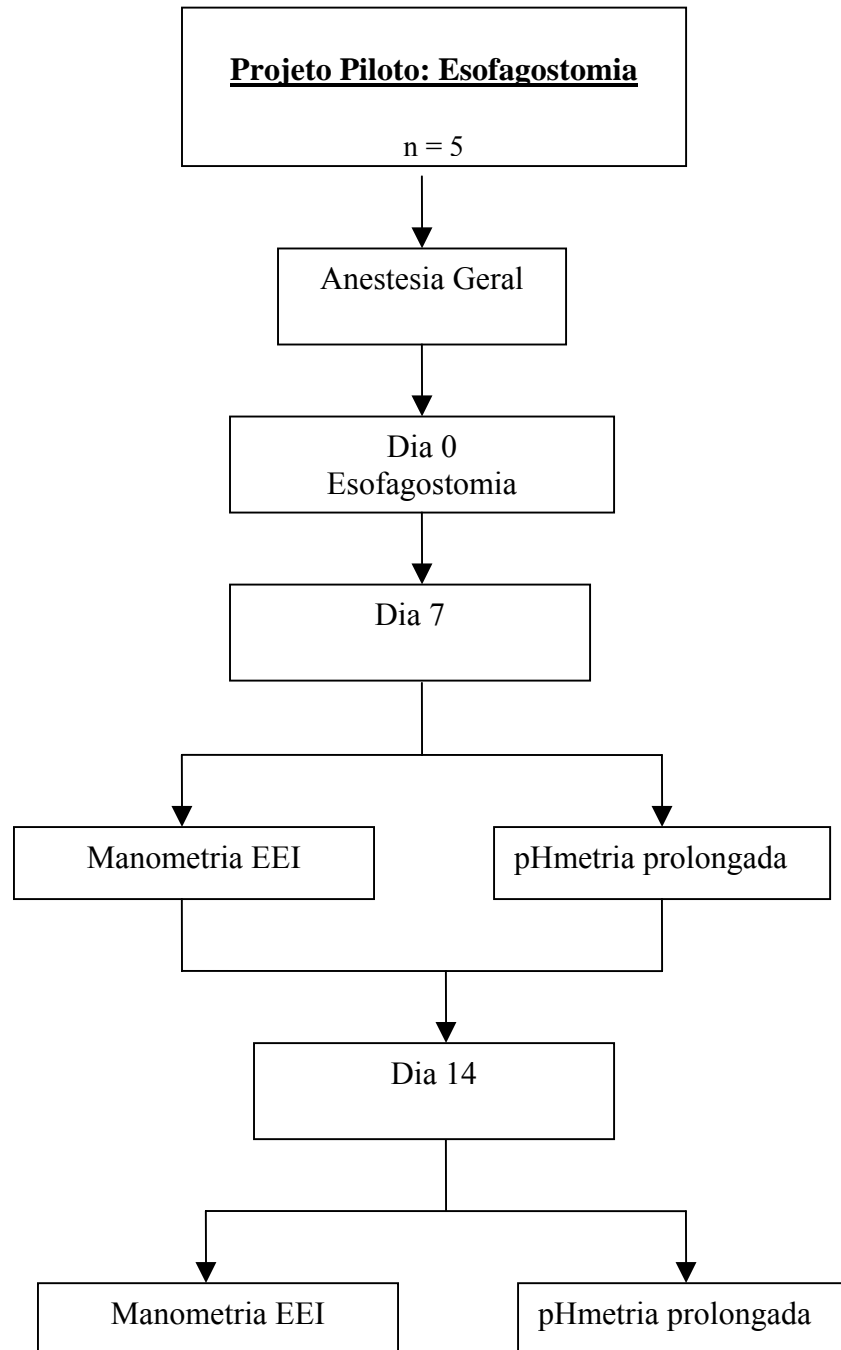 Projeto Piloto: Esofagostomia
n = 5
Anestesia Geral
Dia 0
Esofagostomia
Dia 7
Manometria EEI
pHmetria prolongada
Dia 14
Manometria EEI
pHmetria prolongada